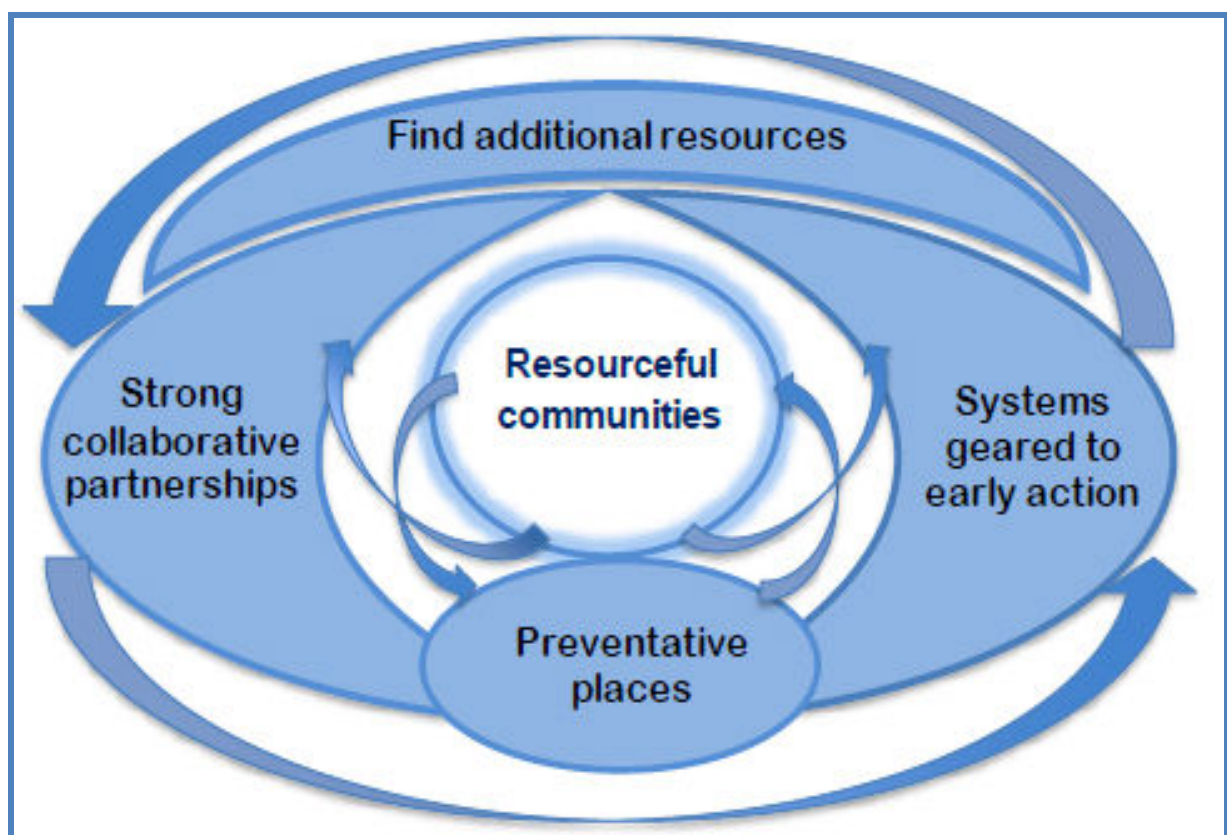 Find additional resources
Resourceful
communities
Strong
collaborative
partnerships
Systems
geared to
early action
Preventative
places